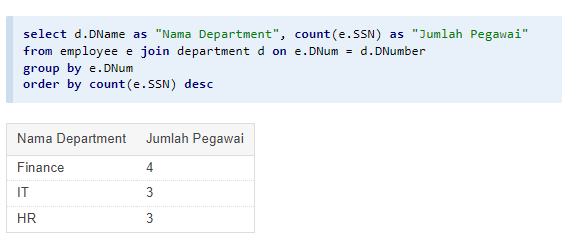 select d.DName as "Nama Department", count(e.SSN) as "Jumlah Pegawai"
from employee e join department d on e.DNum = d.DNumber
group by e.DNum
order by count(e.SSN) desc
Nama Department Jumlah Pegawai
Finance 4
IT 3
HR 3